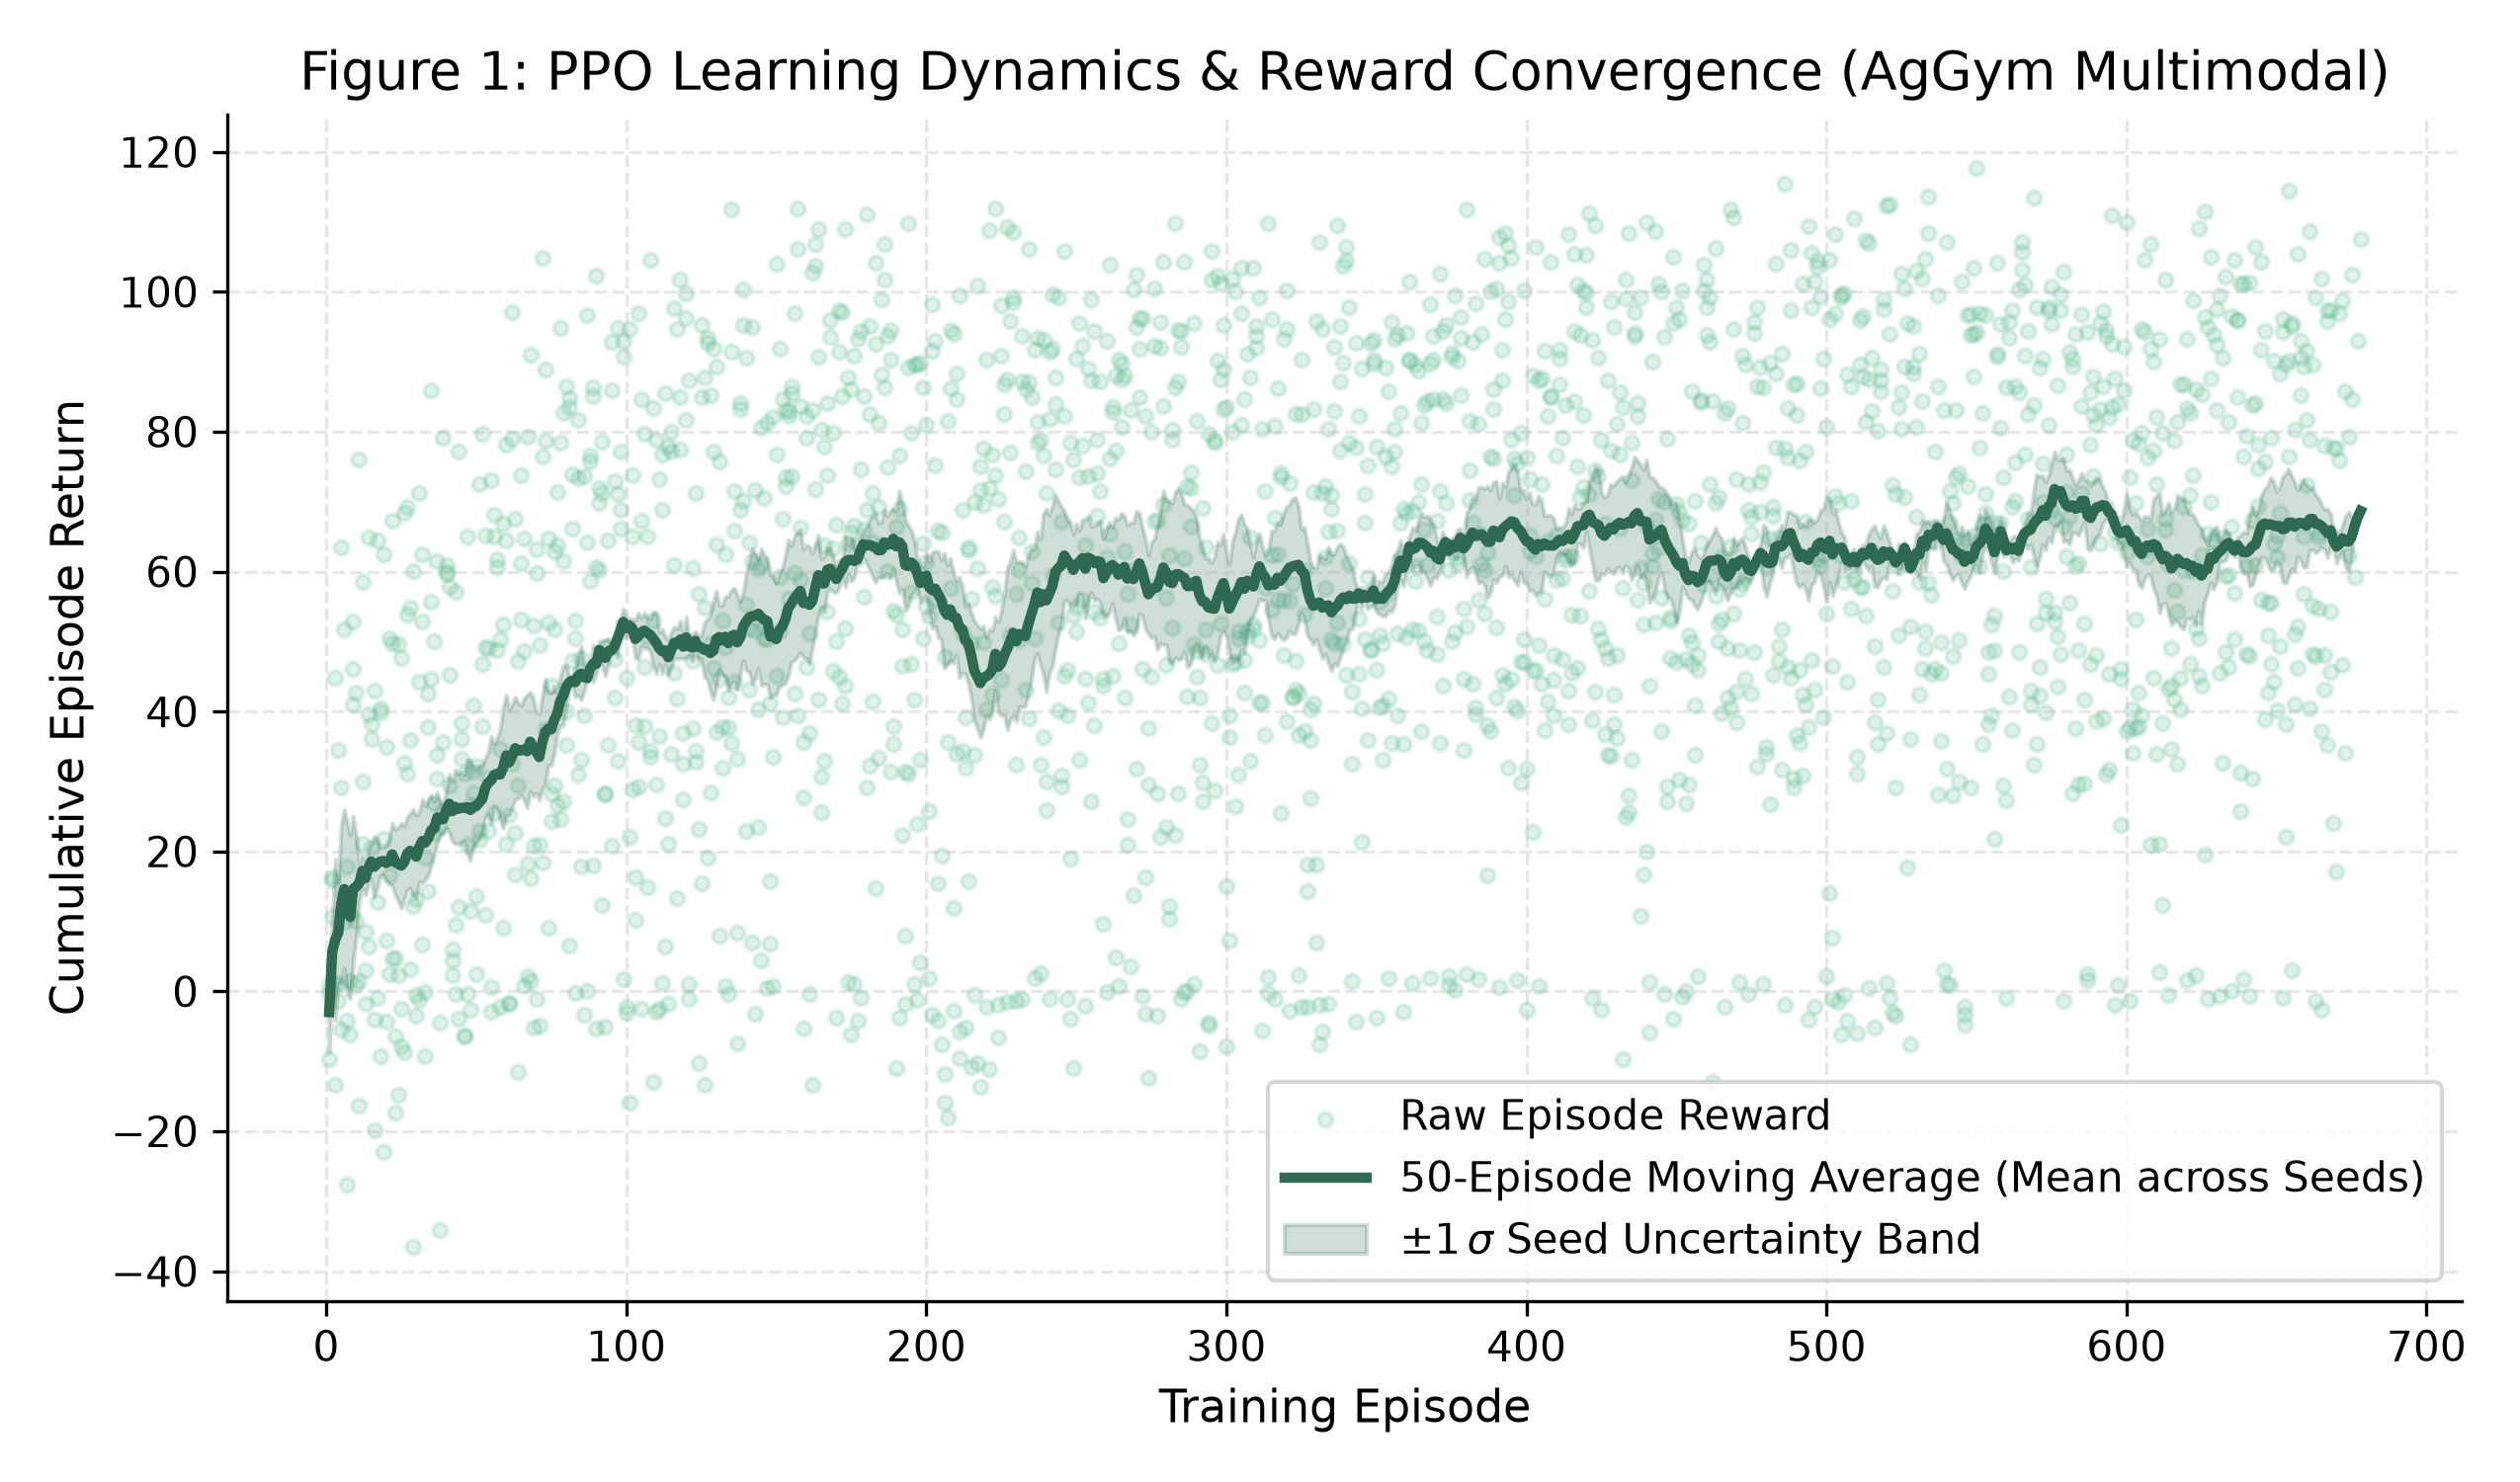 Figure 1: PPO Learning Dynamics & Reward Convergence (AgGym Multimodal)
120
100
80
60
40
20
0
−20
−40
Cumulative Episode Return
Raw Episode Reward
50-Episode Moving Average (Mean across Seeds)
±1σ Seed Uncertainty Band
0 100 200 300 400 500 600 700
Training Episode